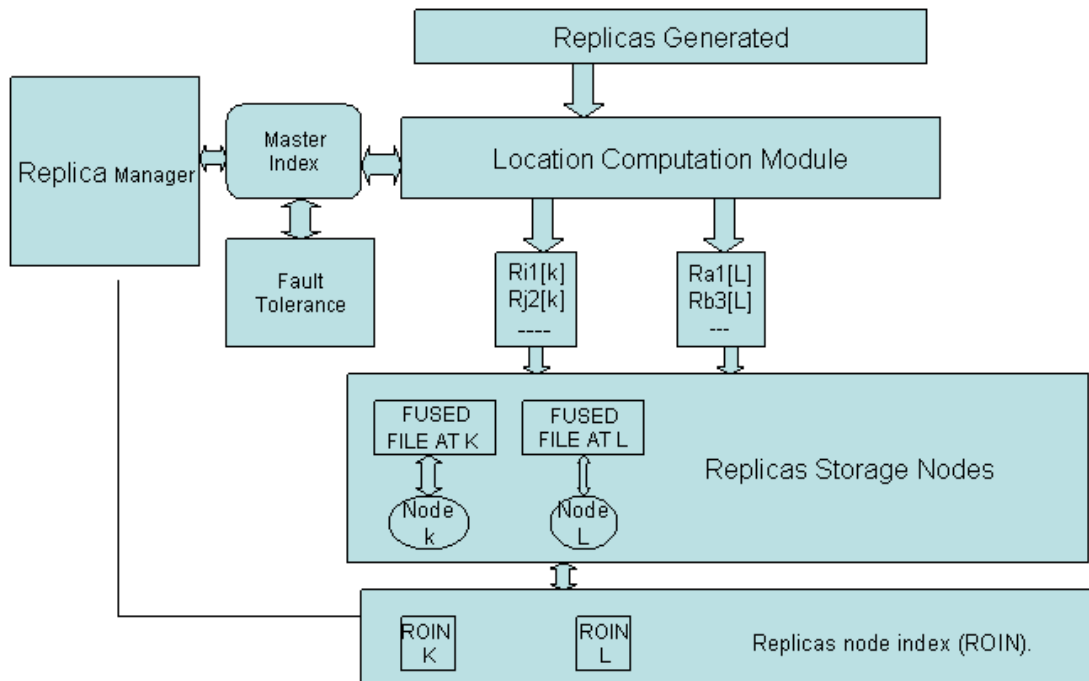 Replicas Generated
Replica Manager
Master
Index
Location Computation Module
Fault
Tolerance
Ri1[k]
Rj2[k]
----
Ra1[L]
Rb3[L]
---
FUSED
FILE AT K
FUSED
FILE AT L
Replicas Storage Nodes
Node
k
Node
L
ROIN
K
ROIN
L
Replicas node index (ROIN).